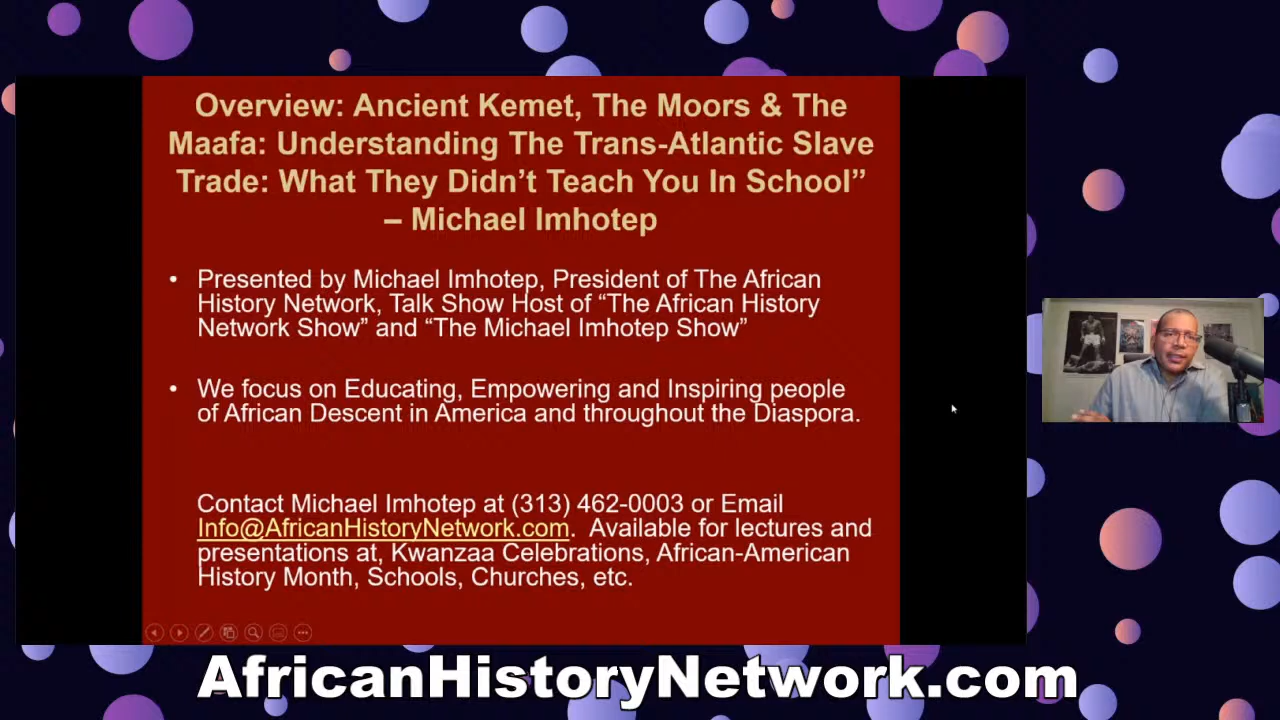 Overview: Ancient Kemet, The Moors & The
Maafa: Understanding The Trans-Atlantic Slave
Trade: What They Didn’t Teach You In School”
– Michael Imhotep
• Presented by Michael Imhotep, President of The African
History Network, Talk Show Host of “The African History
Network Show” and “The Michael Imhotep Show”
• We focus on Educating, Empowering and Inspiring people
of African Descent in America and throughout the Diaspora.
Contact Michael Imhotep at (313) 462-0003 or Email
Info@AfricanHistoryNetwork.com. Available for lectures and
presentations at, Kwanzaa Celebrations, African-American
History Month, Schools, Churches, etc.
AfricanHistoryNetwork.com